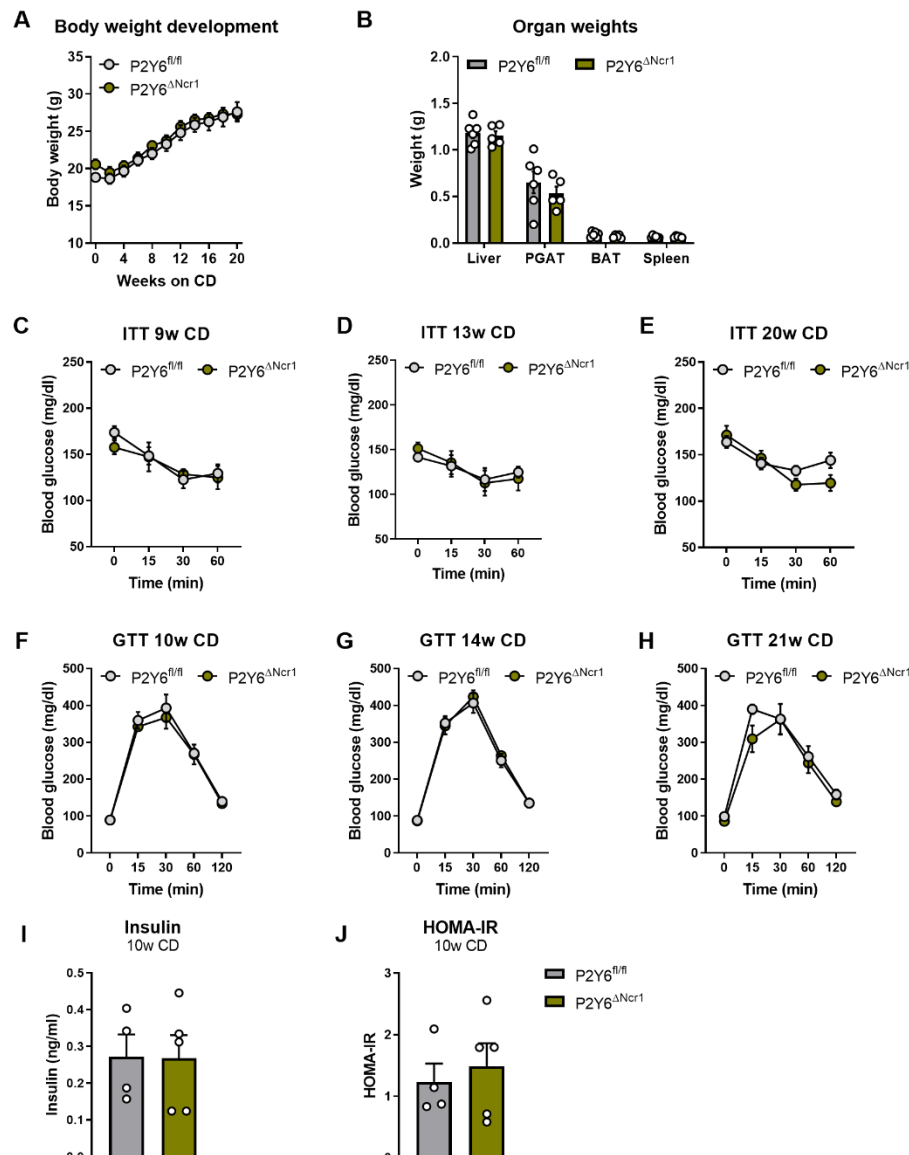 A Body weight development
P2Y6fl/fl
P2Y6ΔNcr1
Body weight (g)
30
25
20
15
10
0 4 8 12 16 20
Weeks on CD
B Organ weights
P2Y6fl/fl P2Y6ΔNcr1
Weight (g)
2.0
1.5
1.0
0.5
0.0
Liver PGAT BAT Spleen
C ITT 9w CD
P2Y6fl/fl P2Y6ΔNcr1
Blood glucose (mg/dl)
250
200
150
100
50
0 15 30 60
Time (min)
D ITT 13w CD
P2Y6fl/fl P2Y6ΔNcr1
Blood glucose (mg/dl)
250
200
150
100
50
0 15 30 60
Time (min)
E ITT 20w CD
P2Y6fl/fl P2Y6ΔNcr1
Blood glucose (mg/dl)
250
200
150
100
50
0 15 30 60
Time (min)
F GTT 10w CD
P2Y6fl/fl P2Y6ΔNcr1
Blood glucose (mg/dl)
500
400
300
200
100
0
0 15 30 60 120
Time (min)
G GTT 14w CD
P2Y6fl/fl P2Y6ΔNcr1
Blood glucose (mg/dl)
500
400
300
200
100
0
0 15 30 60 120
Time (min)
H GTT 21w CD
P2Y6fl/fl P2Y6ΔNcr1
Blood glucose (mg/dl)
500
400
300
200
100
0
0 15 30 60 120
Time (min)
I Insulin
10w CD
Insulin (ng/ml)
0.5
0.4
0.3
0.2
0.1
J HOMA-IR
10w CD
HOMA-IR
3
2
1
P2Y6fl/fl
P2Y6ΔNcr1